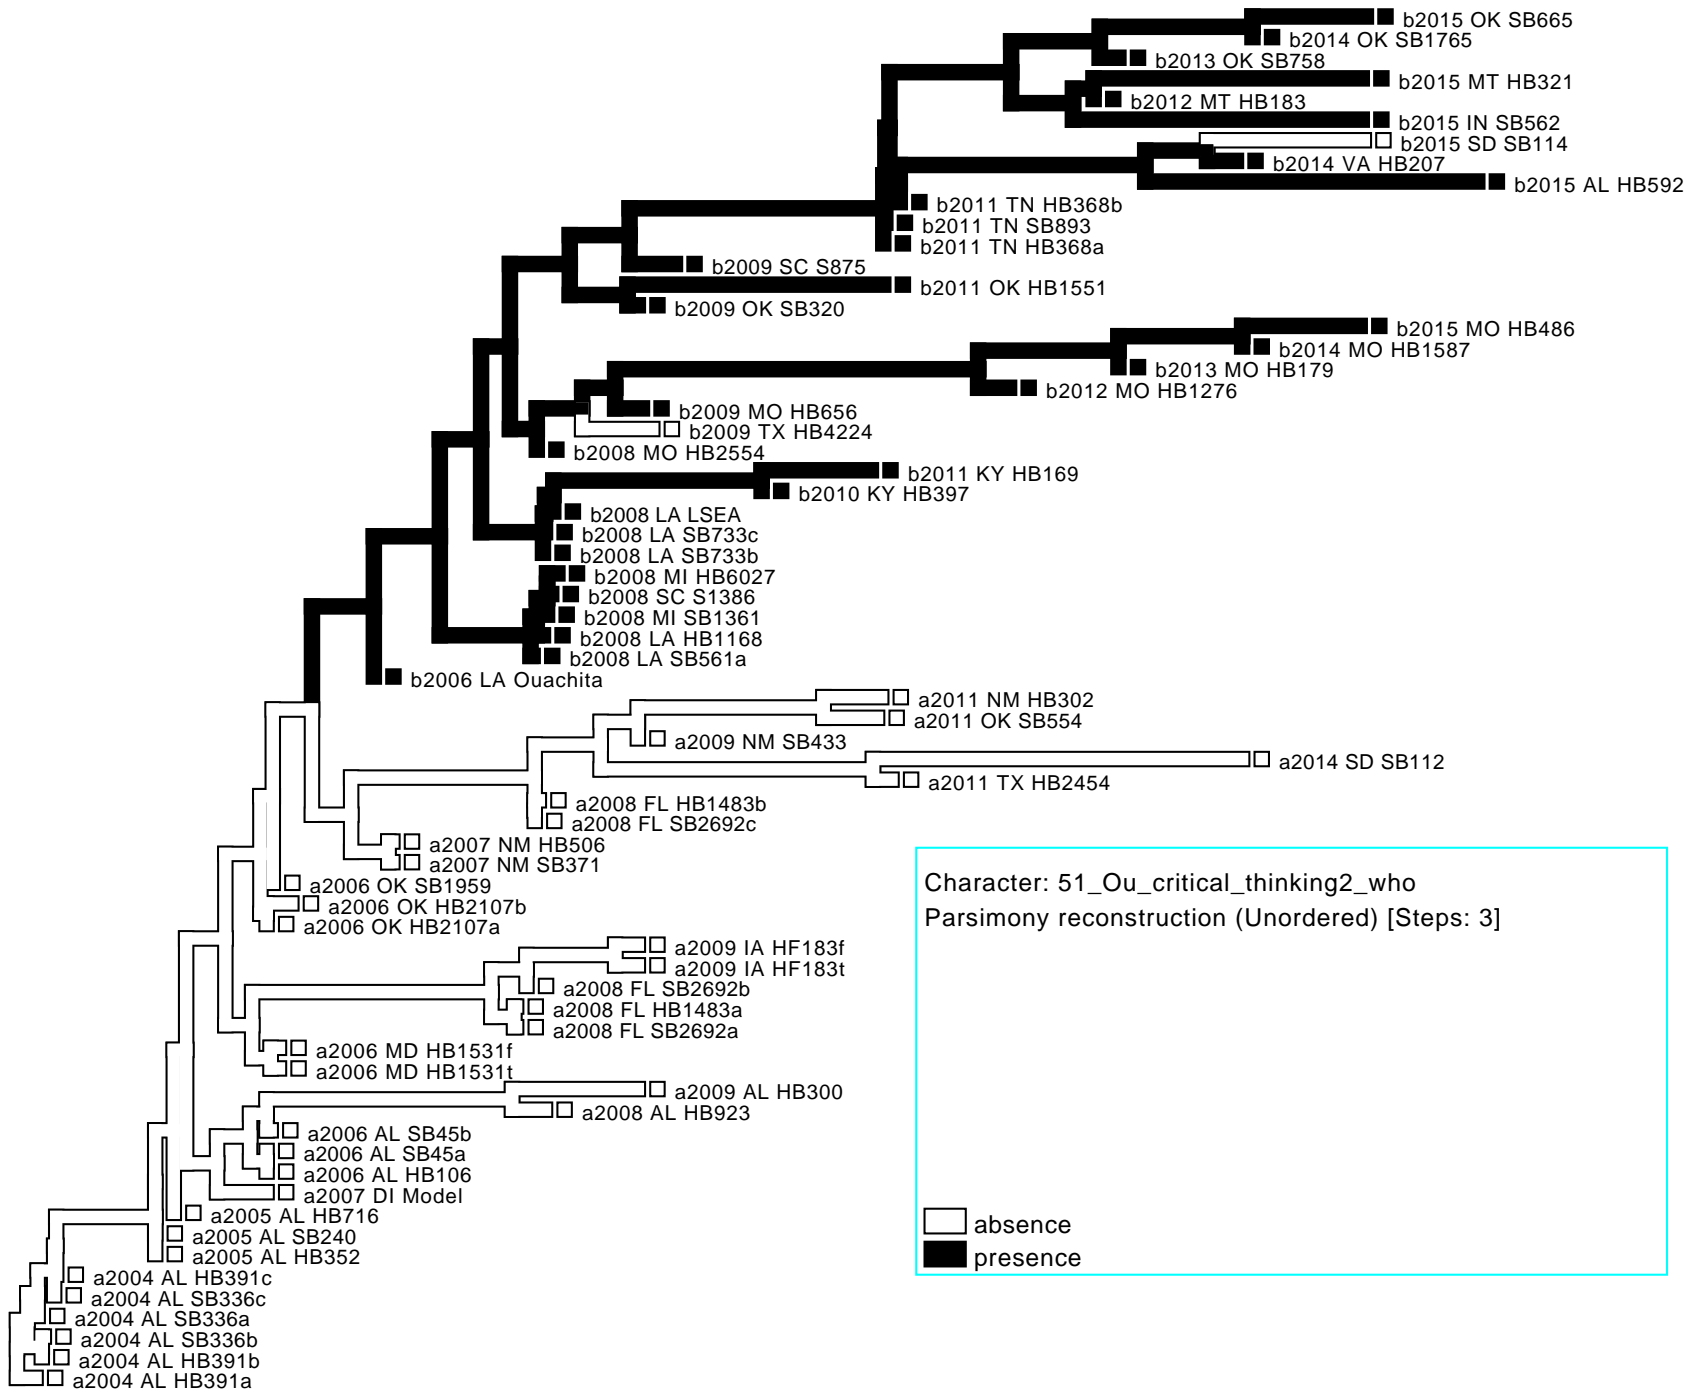 b2015 OK SB665
b2014 OK SB1765
b2013 OK SB758
b2015 MT HB321
b2012 MT HB183
b2015 IN SB562
b2015 SD SB114
b2014 VA HB207
b2015 AL HB592
b2011 TN HB368b
b2011 TN SB893
b2011 TN HB368a
b2009 SC S875
b2011 OK HB1551
b2009 OK SB320
b2015 MO HB486
b2014 MO HB1587
b2013 MO HB179
b2012 MO HB1276
b2009 MO HB656
b2009 TX HB4224
b2008 MO HB2554
b2011 KY HB169
b2010 KY HB397
b2008 LA LSEA
b2008 LA SB733c
b2008 LA SB733b
b2008 MI HB6027
b2008 SC S1386
b2008 MI SB1361
b2008 LA HB1168
b2008 LA SB561a
b2006 LA Ouachita
a2011 NM HB302
a2011 OK SB554
a2009 NM SB433
a2014 SD SB112
a2011 TX HB2454
a2008 FL HB1483b
a2008 FL SB2692c
a2007 NM HB506
a2007 NM SB371
a2006 OK SB1959
a2006 OK HB2107b
a2006 OK HB2107a
a2009 IA HF183f
a2009 IA HF183t
a2008 FL SB2692b
a2008 FL HB1483a
a2008 FL SB2692a
a2006 MD HB1531f
a2006 MD HB1531t
a2009 AL HB300
a2008 AL HB923
a2006 AL SB45b
a2006 AL SB45a
a2006 AL HB106
a2007 DI Model
a2005 AL HB716
a2005 AL SB240
a2005 AL HB352
a2004 AL HB391c
a2004 AL SB336c
a2004 AL SB336a
a2004 AL SB336b
a2004 AL HB391b
a2004 AL HB391a
Character: 51_Ou_critical_thinking2_who
Parsimony reconstruction (Unordered) [Steps: 3]
absence
presence